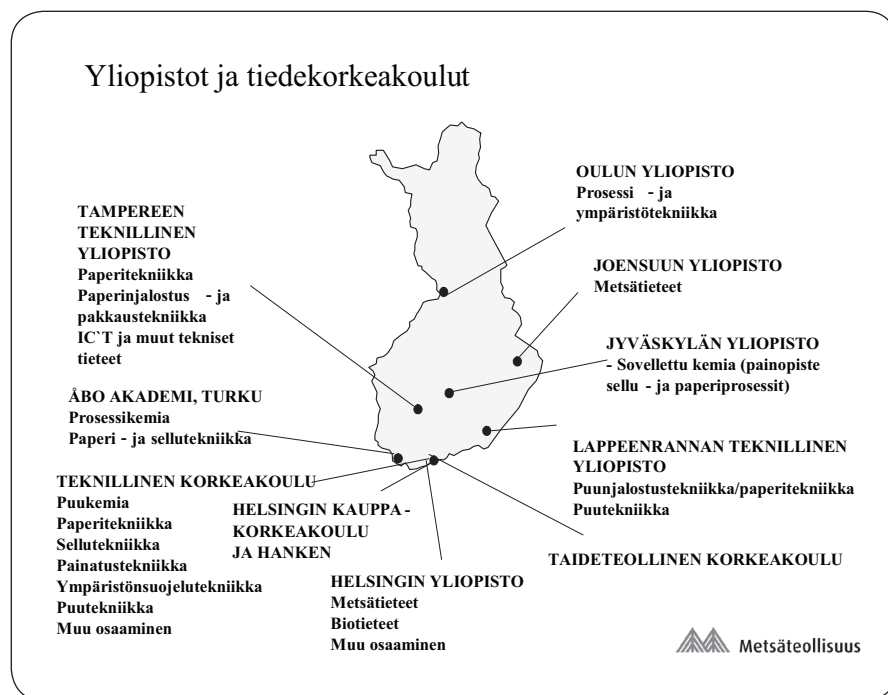 Yliopistot ja tiedekorkeakoulut
OULUN YLIOPISTO
Prosessi - ja
ympäristötekniikka
TAMPEREEN
TEKNILLINEN
YLIOPISTO
Paperitekniikka
Paperinjalostus - ja
pakkaustekniikka
IC`T ja muut tekniset
tieteet
JOENSUUN YLIOPISTO
Metsätieteet
JYVÄSKYLÄN YLIOPISTO
- Sovellettu kemia (painopiste
sellu - ja paperiprosessit)
ÅBO AKADEMI, TURKU
Prosessikemia
Paperi - ja sellutekniikka
LAPPEENRANNAN TEKNILLINEN
YLIOPISTO
Puunjalostustekniikka/paperitekniikka
Puutekniikka
TEKNILLINEN KORKEAKOULU
Puukemia
Paperitekniikka
Sellutekniikka
Painatustekniikka
Ympäristönsuojelutekniikka
Puutekniikka
Muu osaaminen
HELSINGIN KAUPPA -
KORKEAKOULU
JA HANKEN
TAIDETEOLLINEN KORKEAKOULU
HELSINGIN YLIOPISTO
Metsätieteet
Biotieteet
Muu osaaminen
Metsäteollisuus